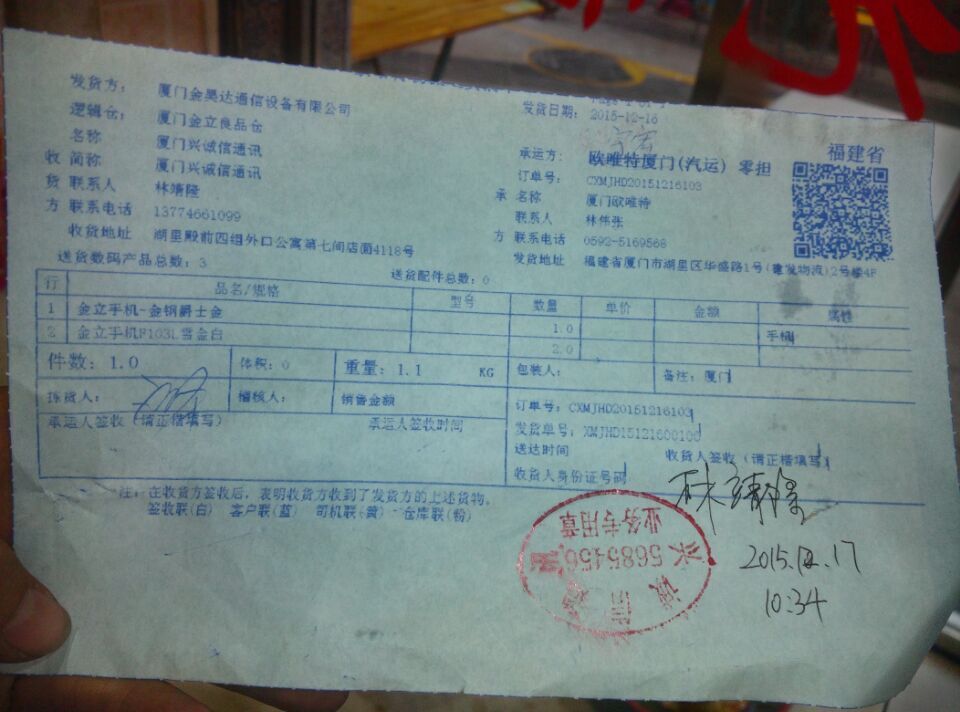 发货方： 厦门金昊达通信设备有限公司
发货日期： 2015-12-16
逻辑仓： 厦门金立良品仓
承运方： 欧唯特厦门(汽运) 零担
福建省
名称 厦门兴诚信通讯
订单号： CXMJHD20151216103
收 简称 厦门兴诚信通讯
承 名称 厦门欧唯特
货 联系人 林靖隆
联系人 林伟强
方 联系电话 13774661099
方 联系电话 0592-5169568
收货地址 湖里殿前四组外口公寓第七间店面4118号
发货地址 福建省厦门市湖里区华盛路1号(建发物流)2号楼4F
送货数码产品总数： 3 送货配件总数： 0
行 品名/规格 型号 数量 单价 金额 属性
1 金立手机-金钢爵士金 1.0 手机
2 金立手机F103L雪金白 2.0
件数： 1.0 体积： 0 重量： 1.1 KG 包装人： 备注：厦门
拣货人： 稽核人： 销售金额
订单号：CXMJHD20151216103
承运人签收（请正楷填写） 承运人签收时间
发货单号：XMJHD15121600100
送达时间 收货人签收（请正楷填写）
收货人身份证号码
注：在收货方签收后，表明收货方收到了发货方的上述货物。
签收联(白) 客户联(蓝) 司机联(黄) 仓库联(粉)
林靖隆
2015.12.17
10:34
兴诚信
5685456
业务专用章